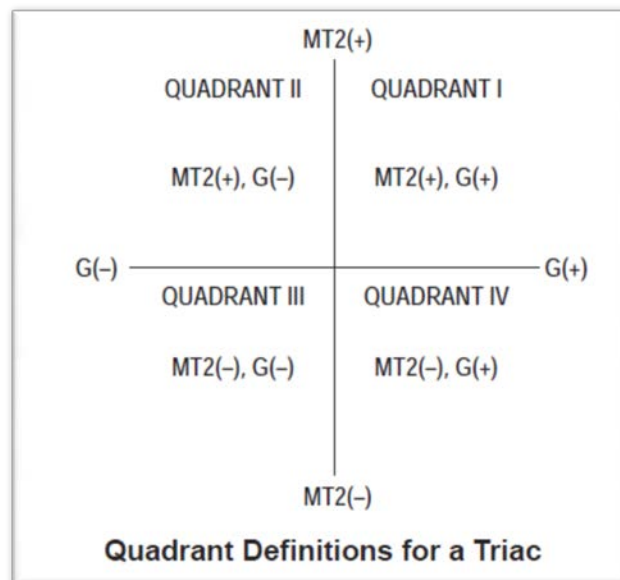 MT2(+)
QUADRANT II QUADRANT I
MT2(+), G(–) MT2(+), G(+)
G(–) G(+)
QUADRANT III QUADRANT IV
MT2(–), G(–) MT2(–), G(+)
MT2(–)
Quadrant Definitions for a Triac